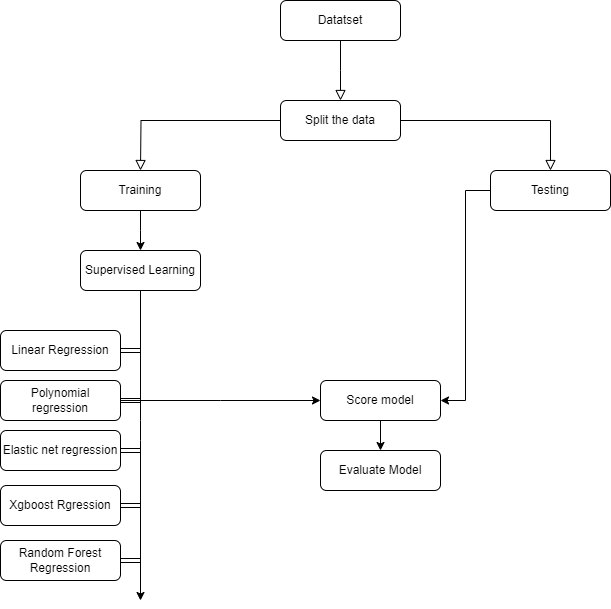 Datatset
Split the data
Training
Testing
Supervised Learning
Linear Regression
Polynomial
regression
Score model
Elastic net regression
Evaluate Model
Xgboost Rgression
Random Forest
Regression